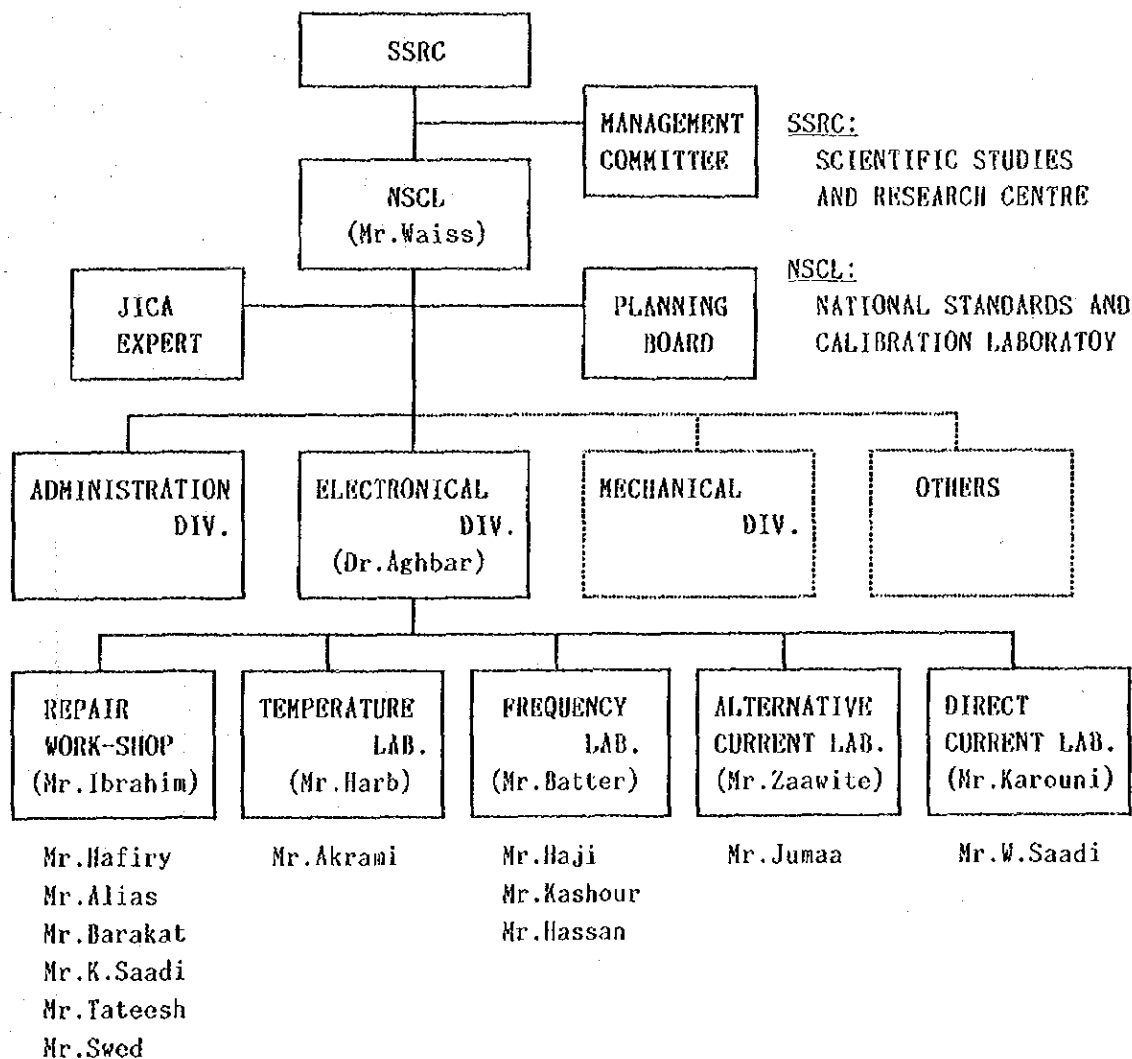 SSRC
MANAGEMENT
COMMITTEE
SSRC:
SCIENTIFIC STUDIES
AND RESEARCH CENTRE
NSCL
(Mr.Waiss)
JICA
EXPERT
PLANNING
BOARD
NSCL:
NATIONAL STANDARDS AND
CALIBRATION LABORATOY
ADMINISTRATION
DIV.
ELECTRONICAL
DIV.
(Dr.Aghbar)
MECHANICAL
DIV.
OTHERS
REPAIR
WORK-SHOP
(Mr.Ibrahim)
TEMPERATURE
LAB.
(Mr.Harb)
FREQUENCY
LAB.
(Mr.Batter)
ALTERNATIVE
CURRENT LAB.
(Mr.Zaawite)
DIRECT
CURRENT LAB.
(Mr.Karouni)
Mr.Hafiry
Mr.Alias
Mr.Barakat
Mr.K.Saadi
Mr.Tateesh
Mr.Swed
Mr.Akrami
Mr.Haji
Mr.Kashour
Mr.Hassan
Mr.Jumaa
Mr.W.Saadi